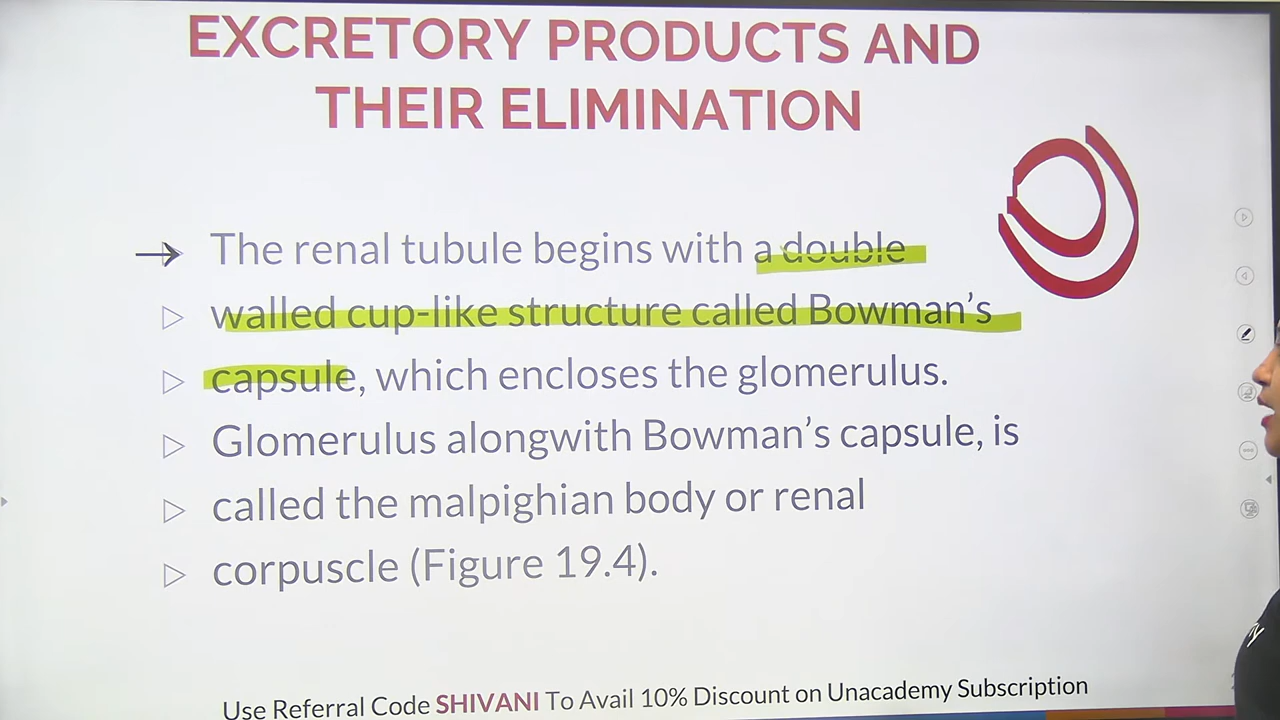 EXCRETORY PRODUCTS AND
THEIR ELIMINATION
The renal tubule begins with a double
walled cup-like structure called Bowman's
capsule, which encloses the glomerulus.
Glomerulus alongwith Bowman's capsule, is
called the malpighian body or renal
corpuscle (Figure 19.4).
Use Referral Code SHIVANI To Avail 10% Discount on Unacademy Subscription